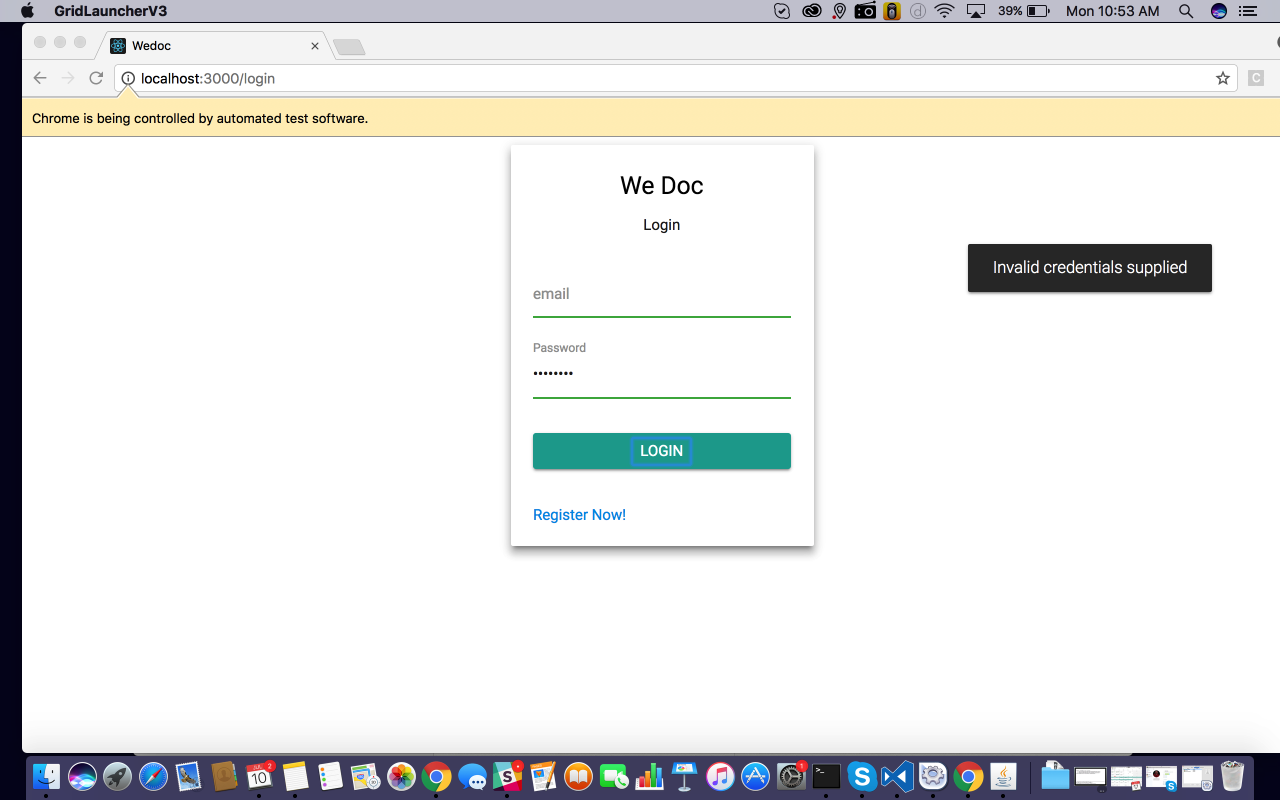 GridLauncherV3
39%
Mon 10:53 AM
Wedoc
localhost:3000/login
C
Chrome is being controlled by automated test software.
We Doc
Login
Invalid credentials supplied
email
Password
••••••••
LOGIN
Register Now!
JUL
2
10
1